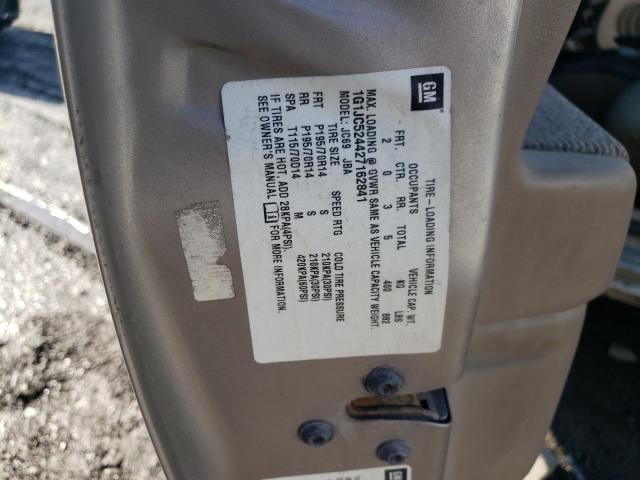 GM
TIRE-LOADING INFORMATION
OCCUPANTS VEHICLE CAP. WT.
FRT. CTR. RR. TOTAL KG LBS
2 0 3 5 400 882
MAX. LOADING @ GVWR SAME AS VEHICLE CAPACITY WEIGHT.
1G1JC524427162841
MODEL: JC69 JBA
TIRE SIZE SPEED RTG COLD TIRE PRESSURE
FRT P195/70R14 S 210KPA(30PSI)
RR P195/70R14 S 210KPA(30PSI)
SPA T115/70D14 M 420KPA(60PSI)
IF TIRES ARE HOT, ADD 28KPA(4PSI).
SEE OWNER'S MANUAL FOR MORE INFORMATION.
GM